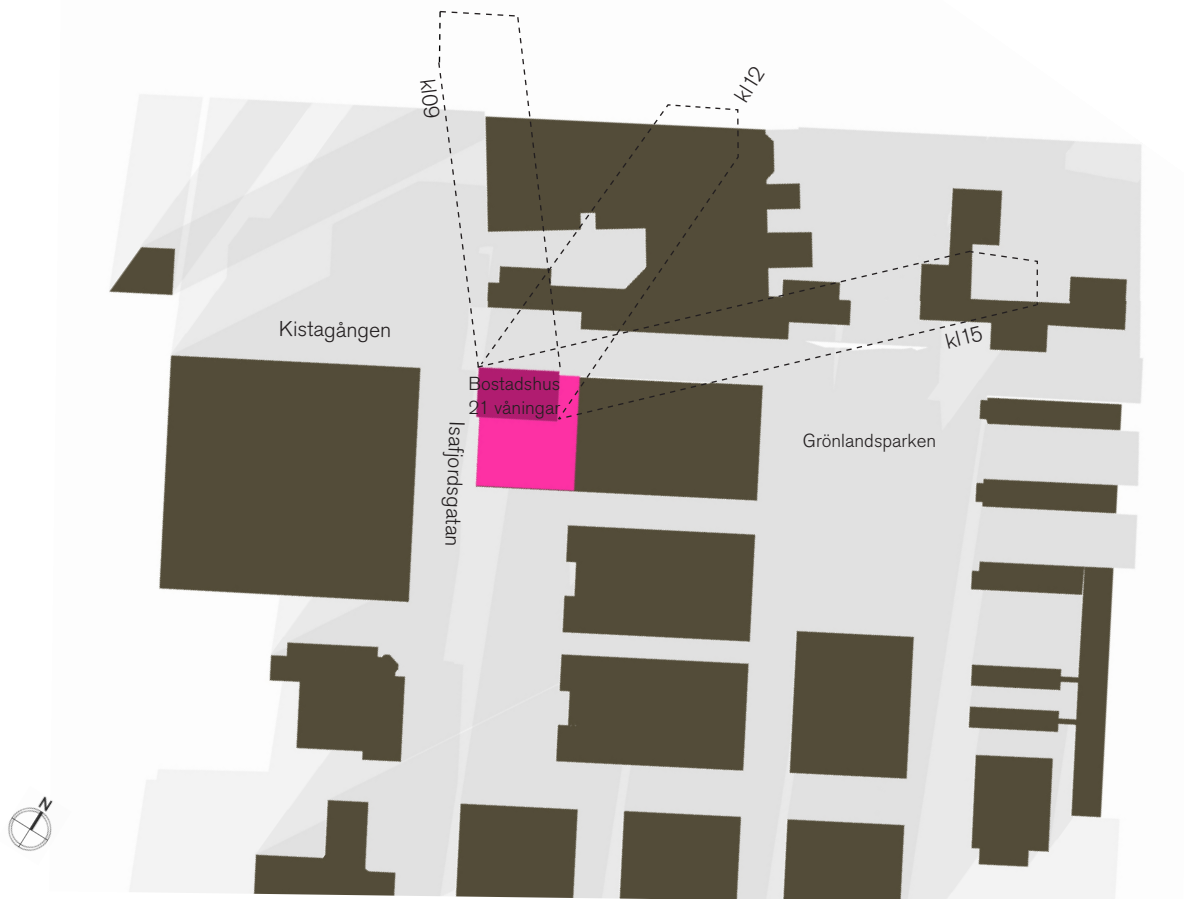 kl09
kl12
kl15
Kistagången
Bostadshus
21 våningar
Isafjordsgatan
Grönlandsparken
N